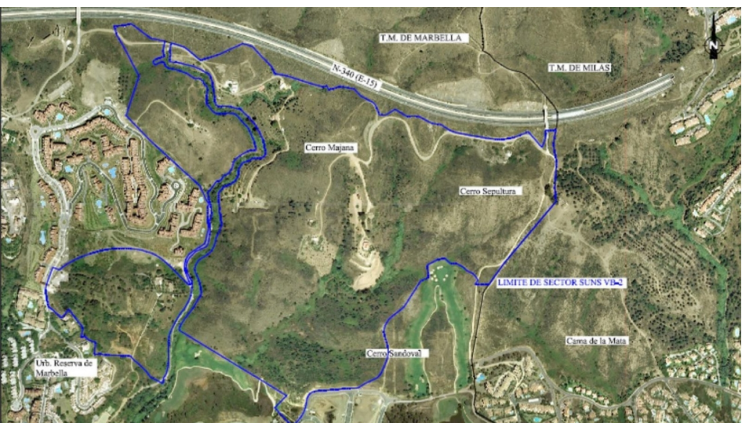 T.M. DE MARBELLA
N
N-340 (E-15)
T.M. DE MIJAS
Cerro Majana
Cerro Sepultura
LIMITE DE SECTOR SUNS VB-2
Cerro Sandoval
Cama de la Mata
Urb. Reserva de
Marbella